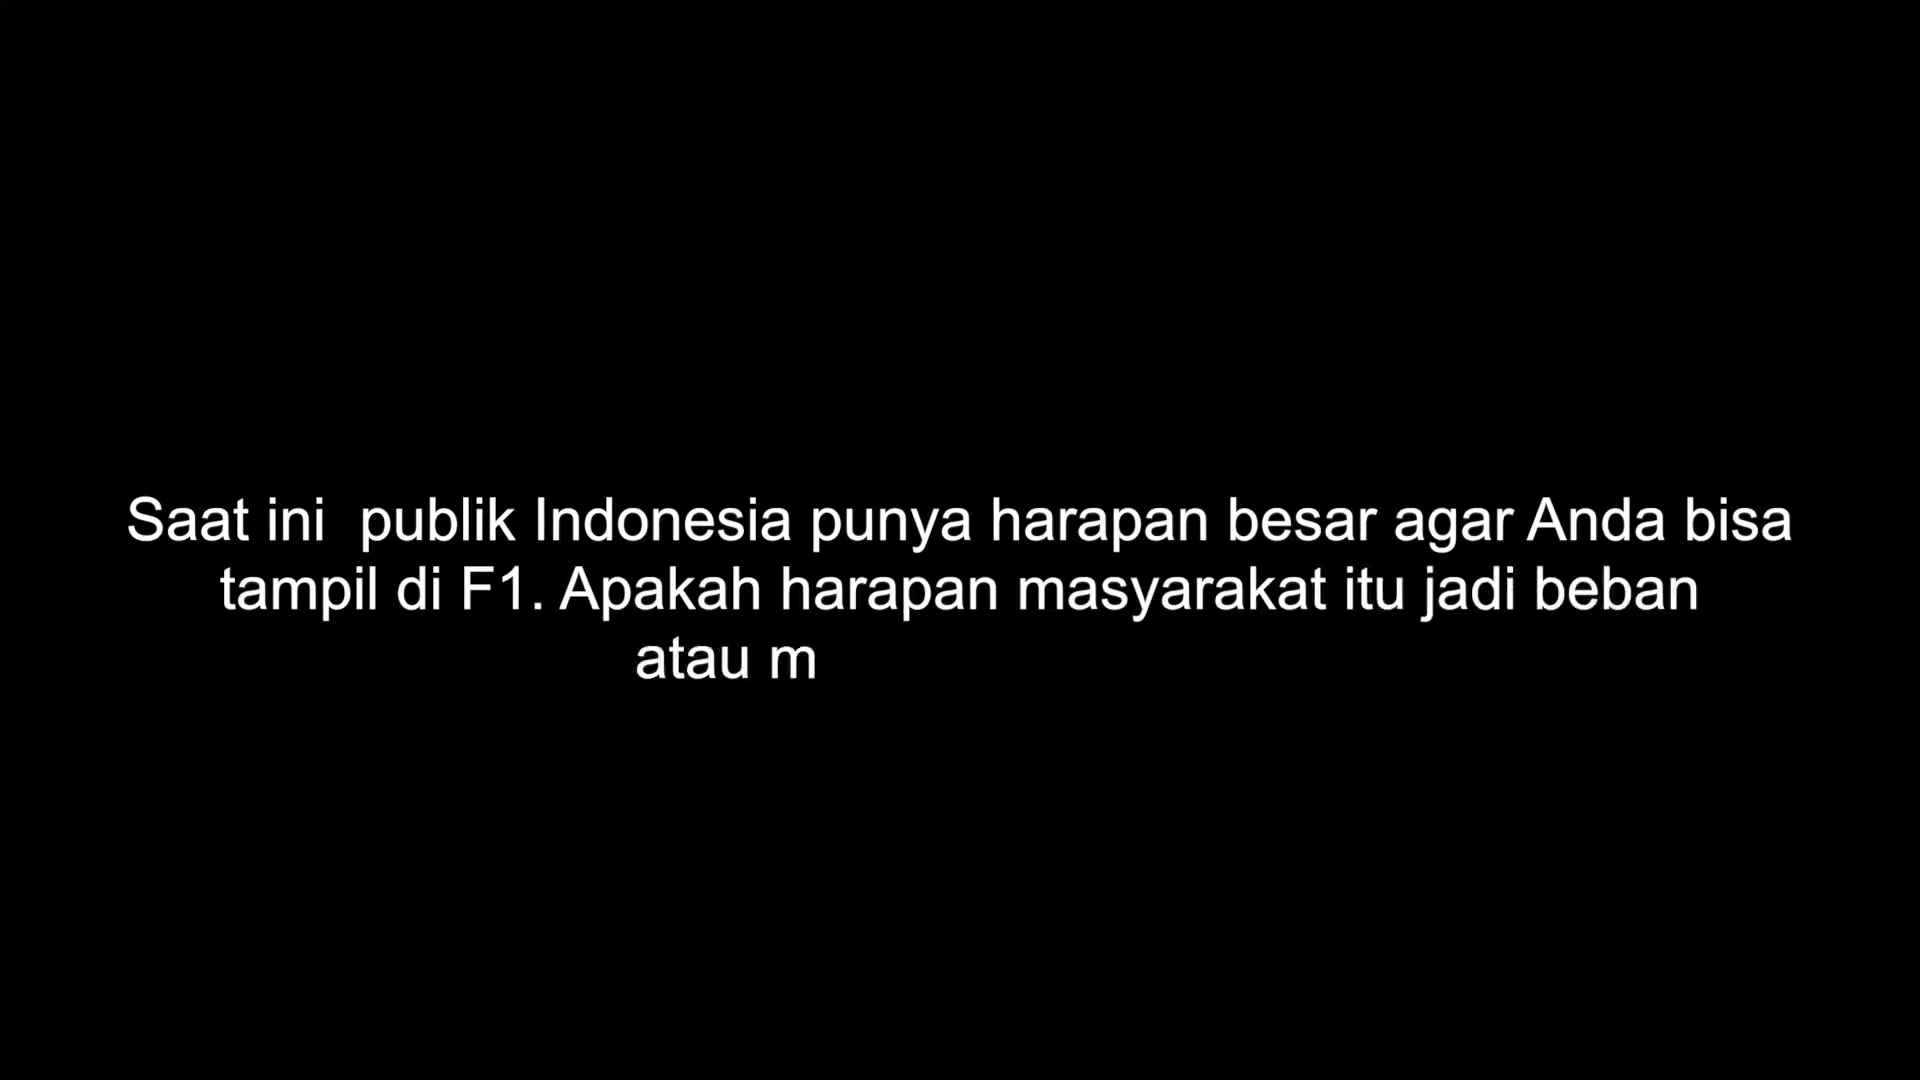 Saat ini  publik Indonesia punya harapan besar agar Anda bisa
tampil di F1. Apakah harapan masyarakat itu jadi beban
atau m